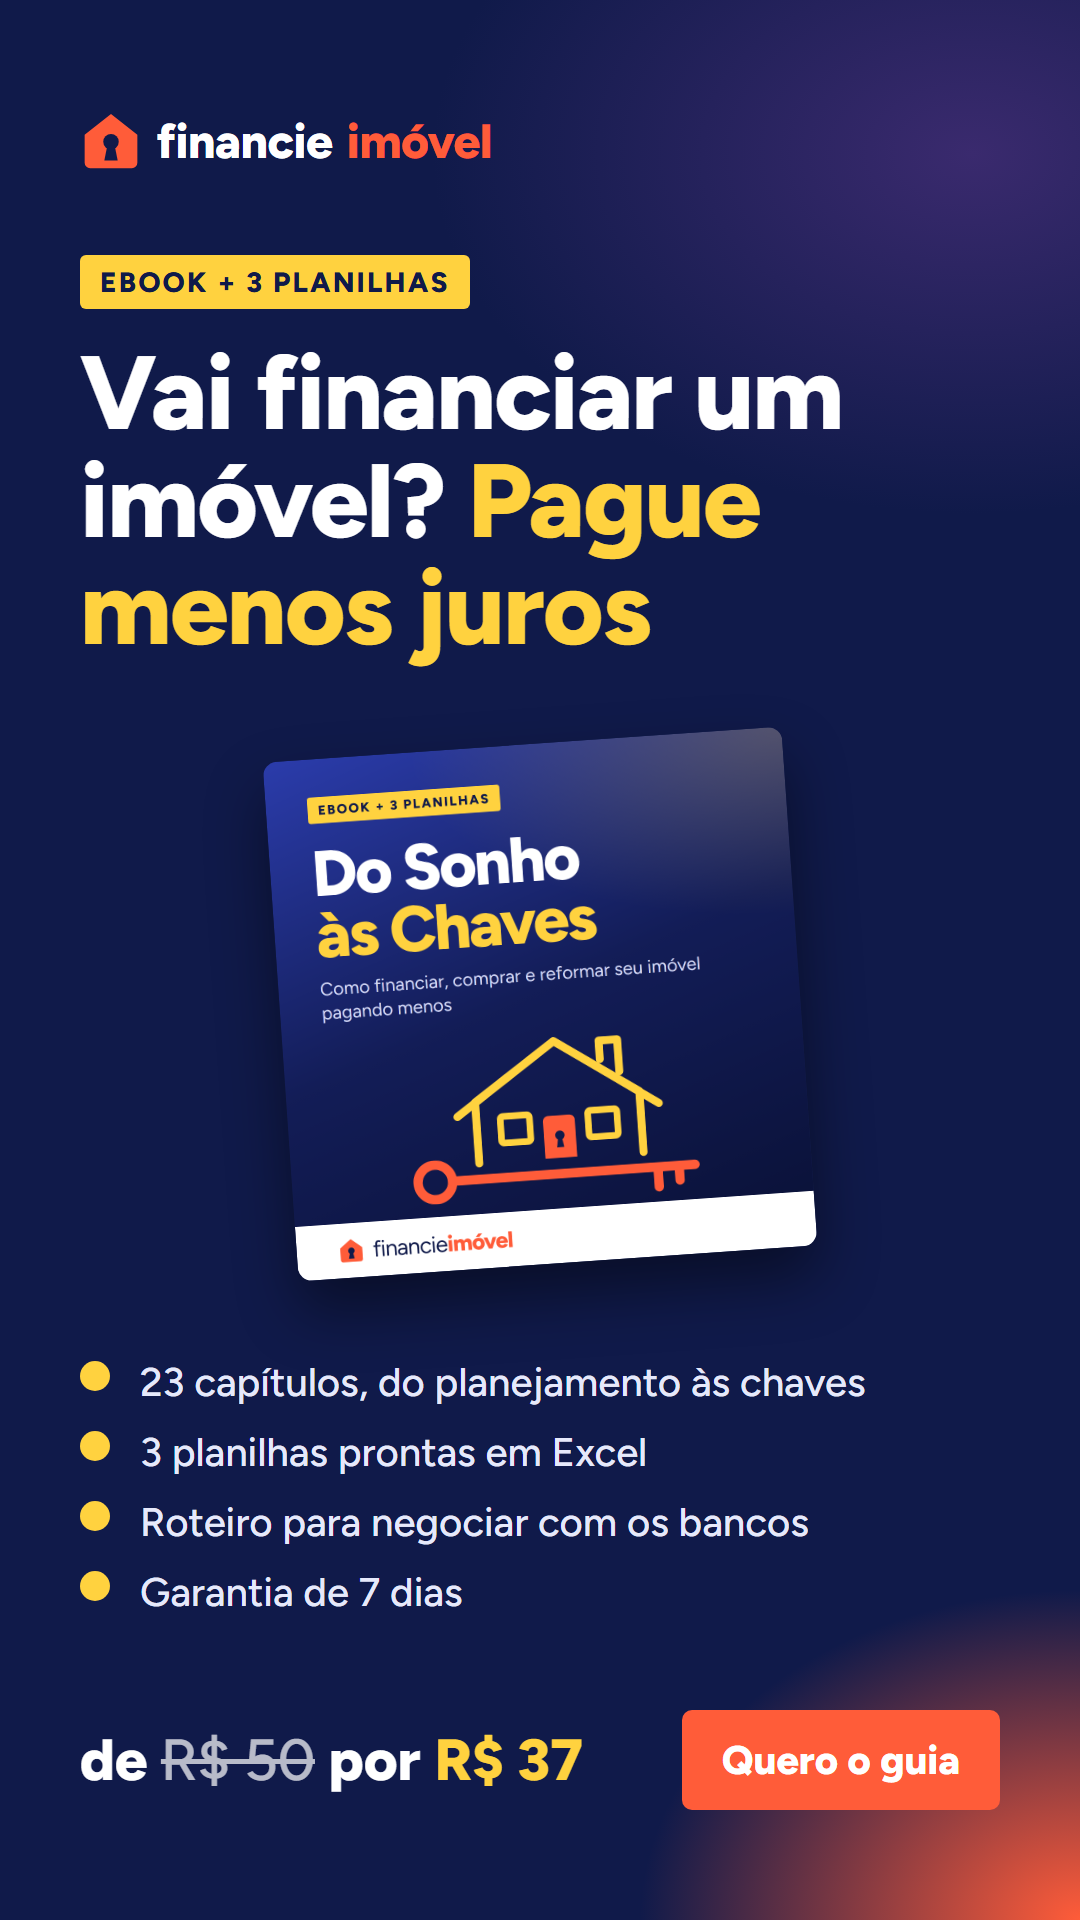 financie imóvel
EBOOK + 3 PLANILHAS
Vai financiar um
imóvel? Pague
menos juros
EBOOK + 3 PLANILHAS
Do Sonho
às Chaves
Como financiar, comprar e reformar seu imóvel
pagando menos
financieimóvel
23 capítulos, do planejamento às chaves
3 planilhas prontas em Excel
Roteiro para negociar com os bancos
Garantia de 7 dias
de R$ 50 por R$ 37
Quero o guia